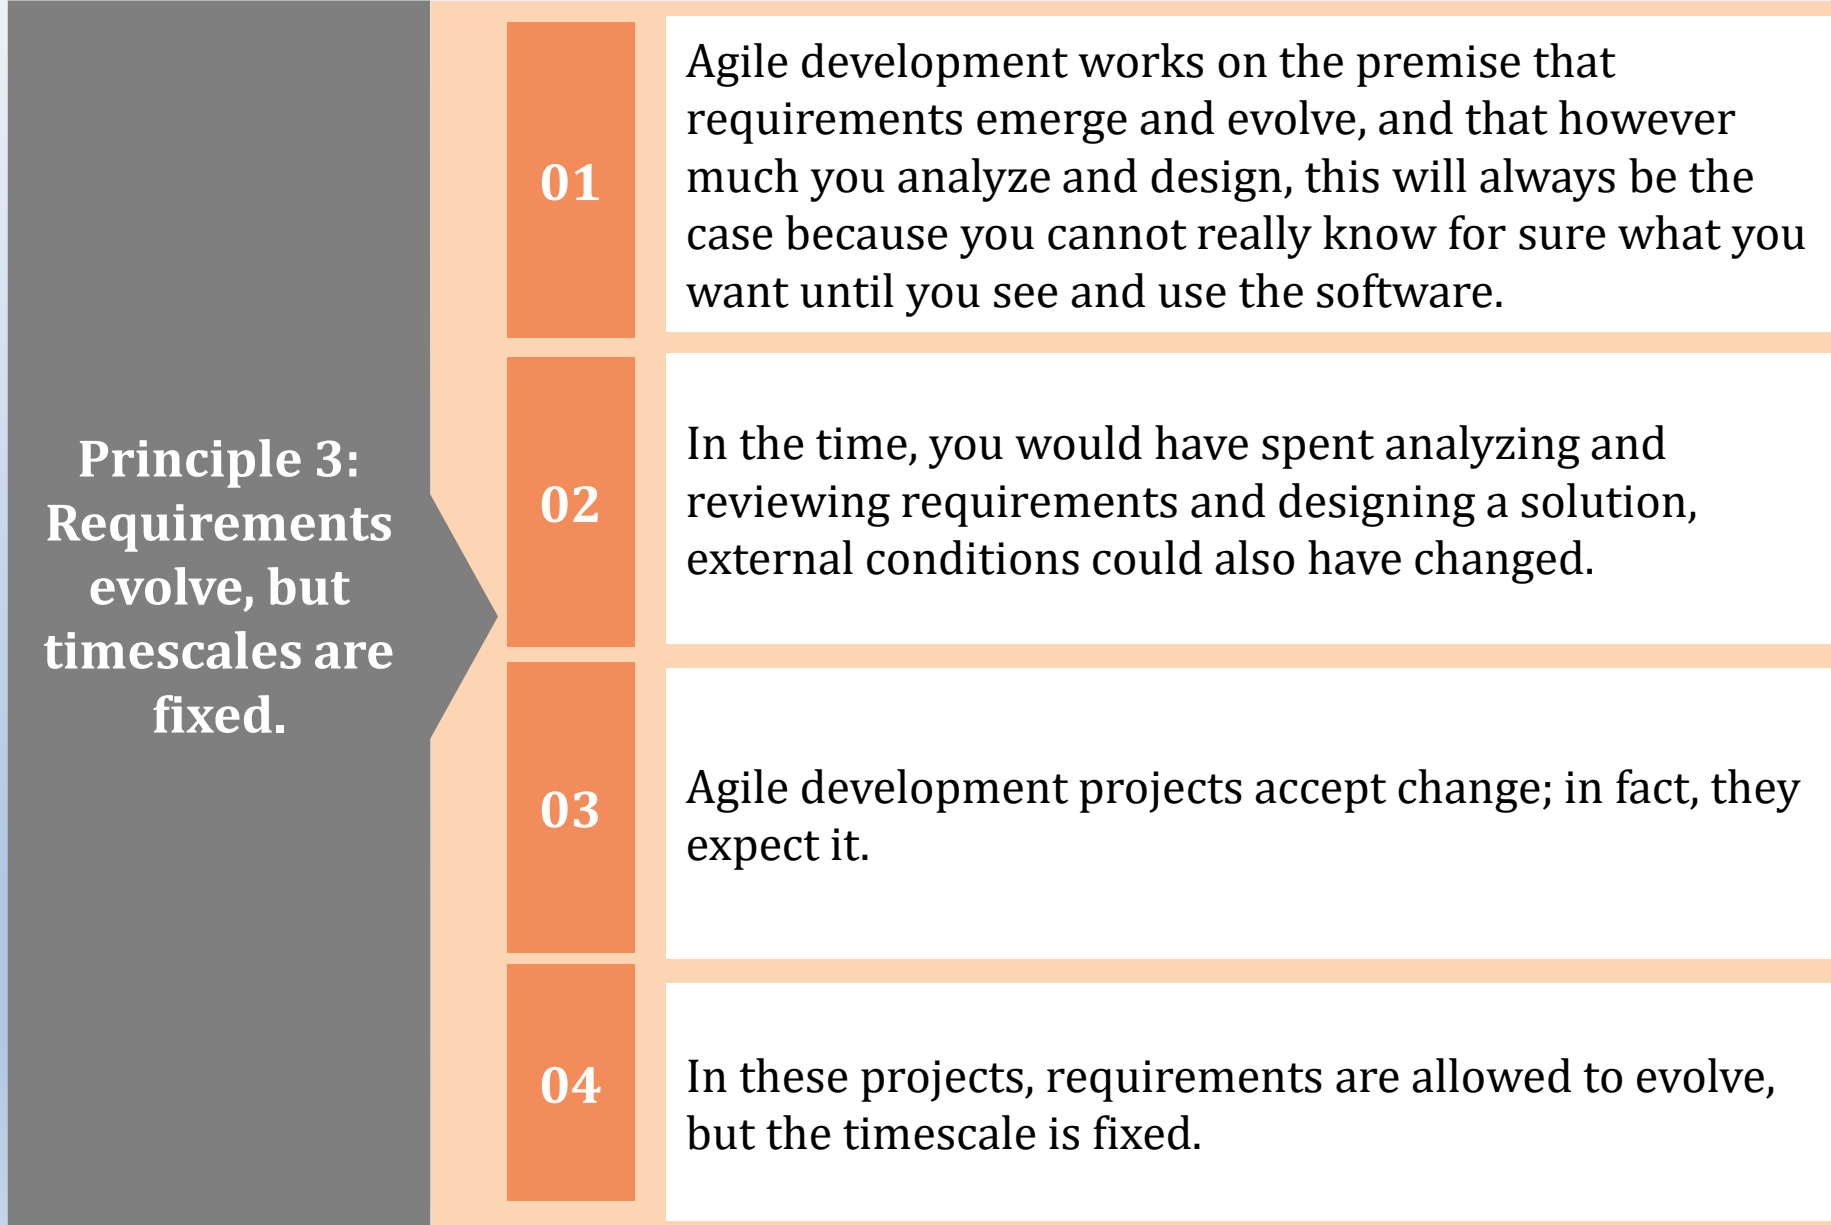 Principle 3:
Requirements
evolve, but
timescales are
fixed.
01
Agile development works on the premise that
requirements emerge and evolve, and that however
much you analyze and design, this will always be the
case because you cannot really know for sure what you
want until you see and use the software.
02
In the time, you would have spent analyzing and
reviewing requirements and designing a solution,
external conditions could also have changed.
03
Agile development projects accept change; in fact, they
expect it.
04
In these projects, requirements are allowed to evolve,
but the timescale is fixed.